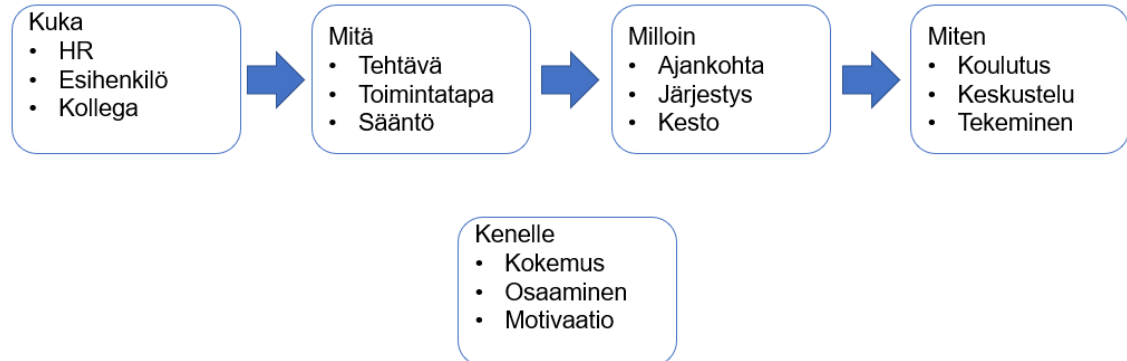 Kuka
• HR
• Esihenkilö
• Kollega
Mitä
• Tehtävä
• Toimintatapa
• Sääntö
Milloin
• Ajankohta
• Järjestys
• Kesto
Miten
• Koulutus
• Keskustelu
• Tekeminen
Kenelle
• Kokemus
• Osaaminen
• Motivaatio